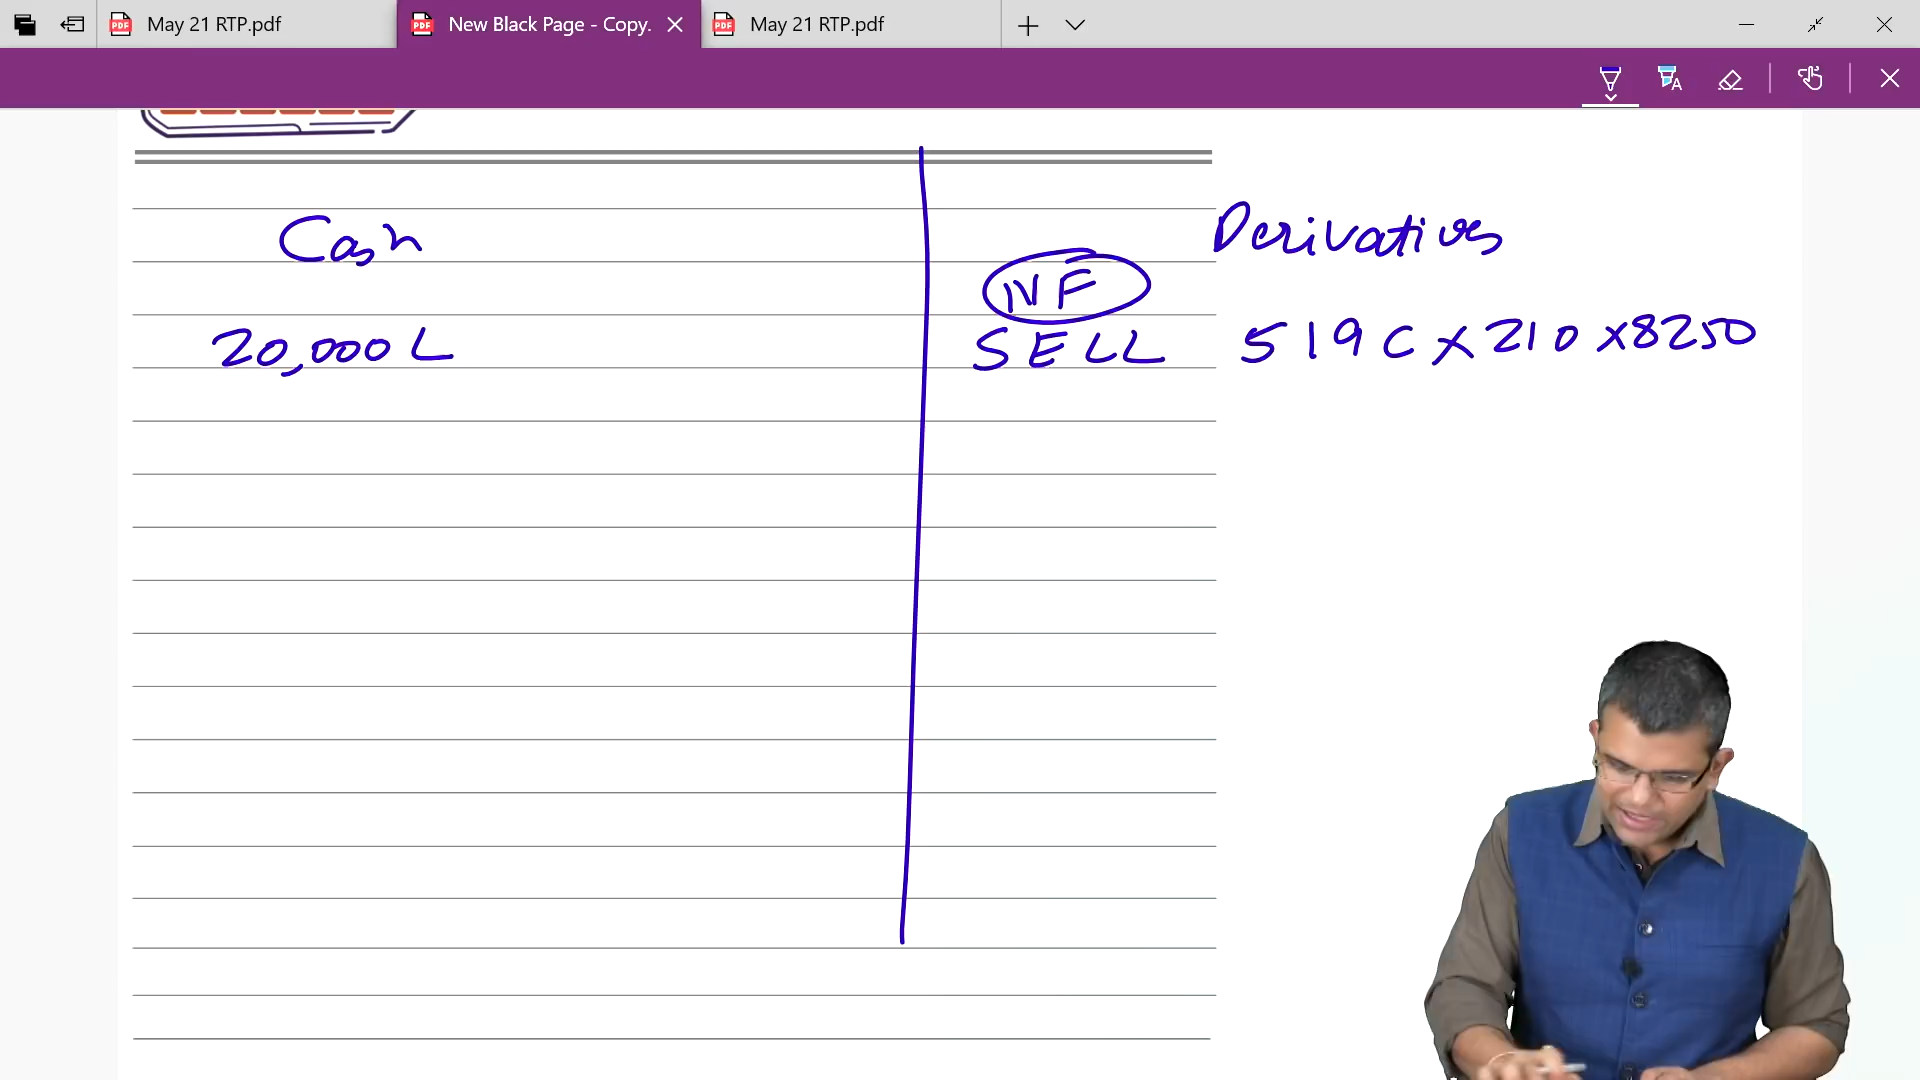 May 21 RTP.pdf
New Black Page - Copy.
May 21 RTP.pdf
Cash
Derivatives
NF
20,000 L
SELL 519 C x 210 x 8250